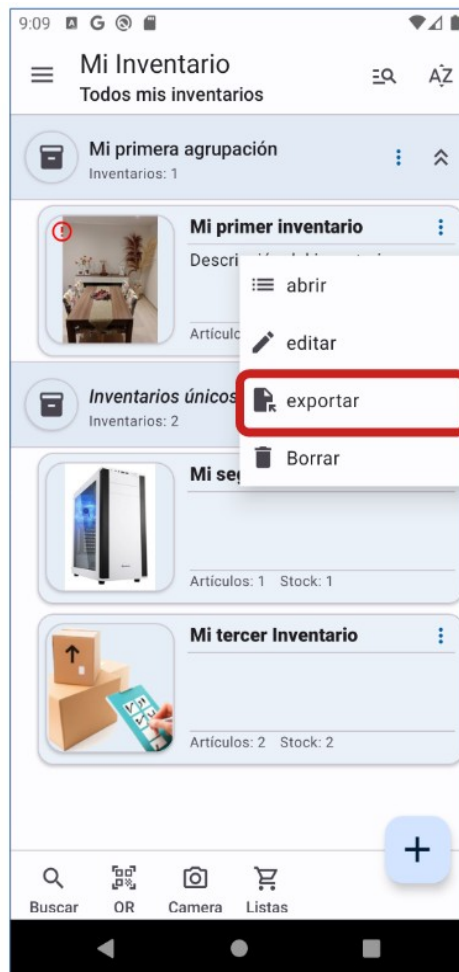 9:09
Mi Inventario
Todos mis inventarios
Mi primera agrupación
Inventarios: 1
Mi primer inventario
abrir
editar
exportar
Borrar
Inventarios únicos
Inventarios: 2
Mi
Artículos: 1 Stock: 1
Mi tercer Inventario
Artículos: 2 Stock: 2
Buscar QR Camera Listas